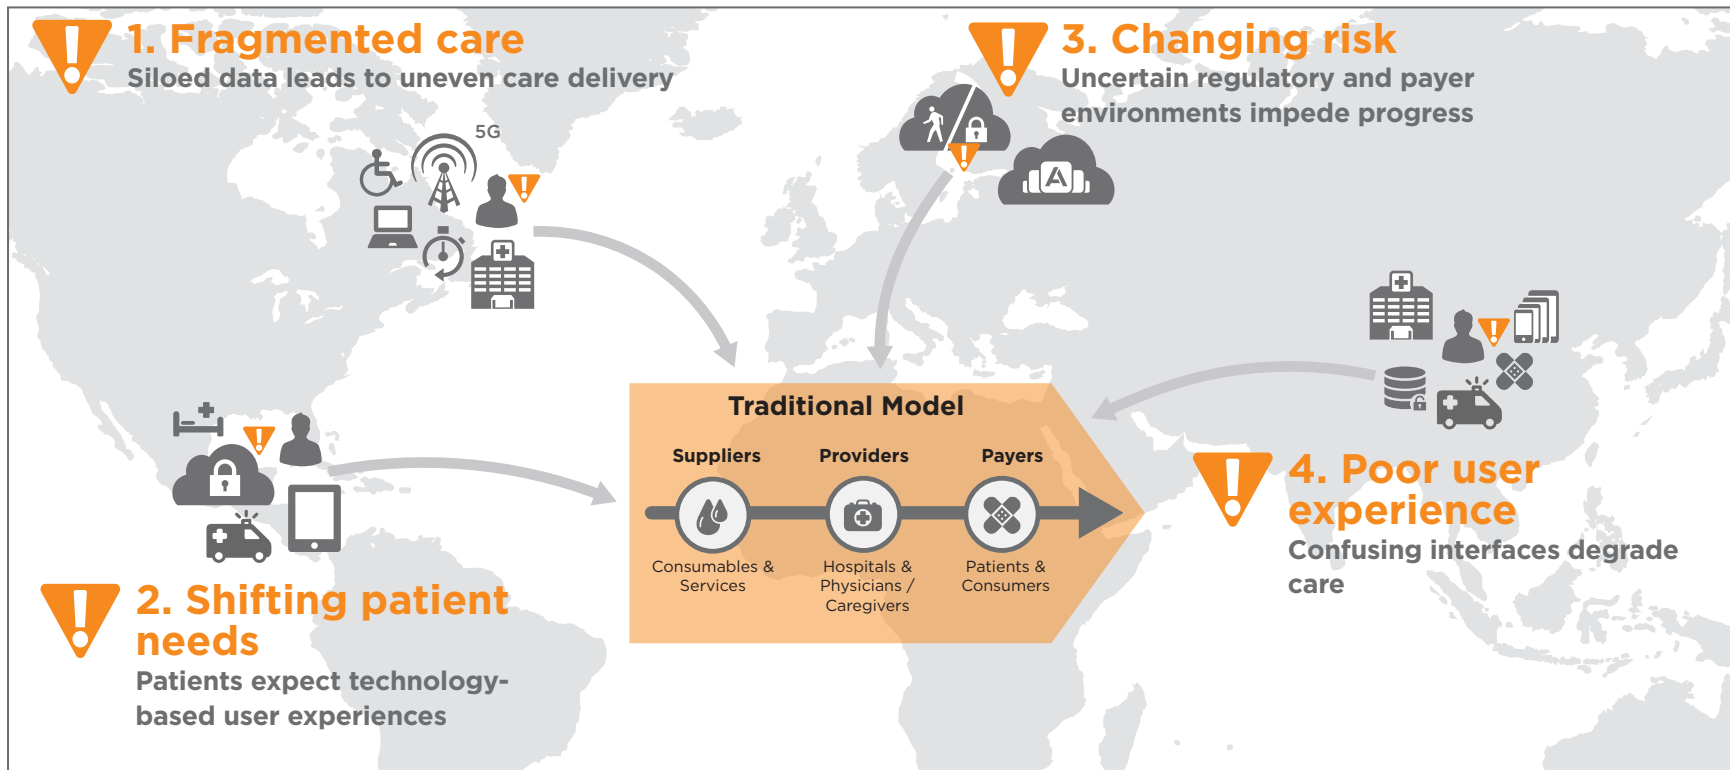 1. Fragmented care
Siloed data leads to uneven care delivery
5G
2. Shifting patient
needs
Patients expect technology-
based user experiences
3. Changing risk
Uncertain regulatory and payer
environments impede progress
A
4. Poor user
experience
Confusing interfaces degrade
care
Traditional Model
Suppliers
Providers
Payers
Consumables &
Services
Hospitals &
Physicians /
Caregivers
Patients &
Consumers